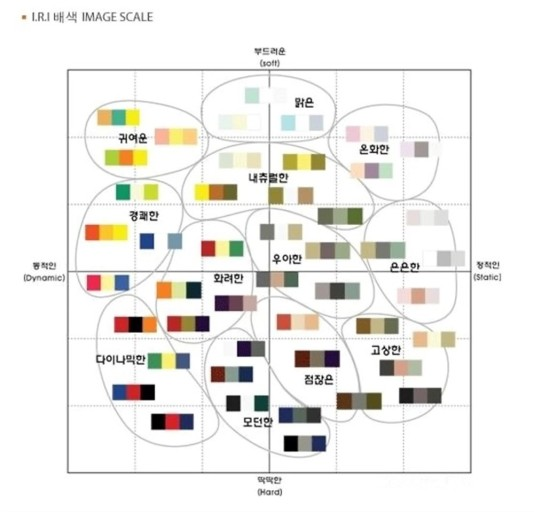 I.R.I 배색 IMAGE SCALE
부드러운
(soft)
맑은
귀여운
온화한
내츄럴한
경쾌한
우아한
은은한
동적인
(Dynamic)
정적인
(Static)
화려한
다이나믹한
고상한
점잖은
모던한
딱딱한
(Hard)